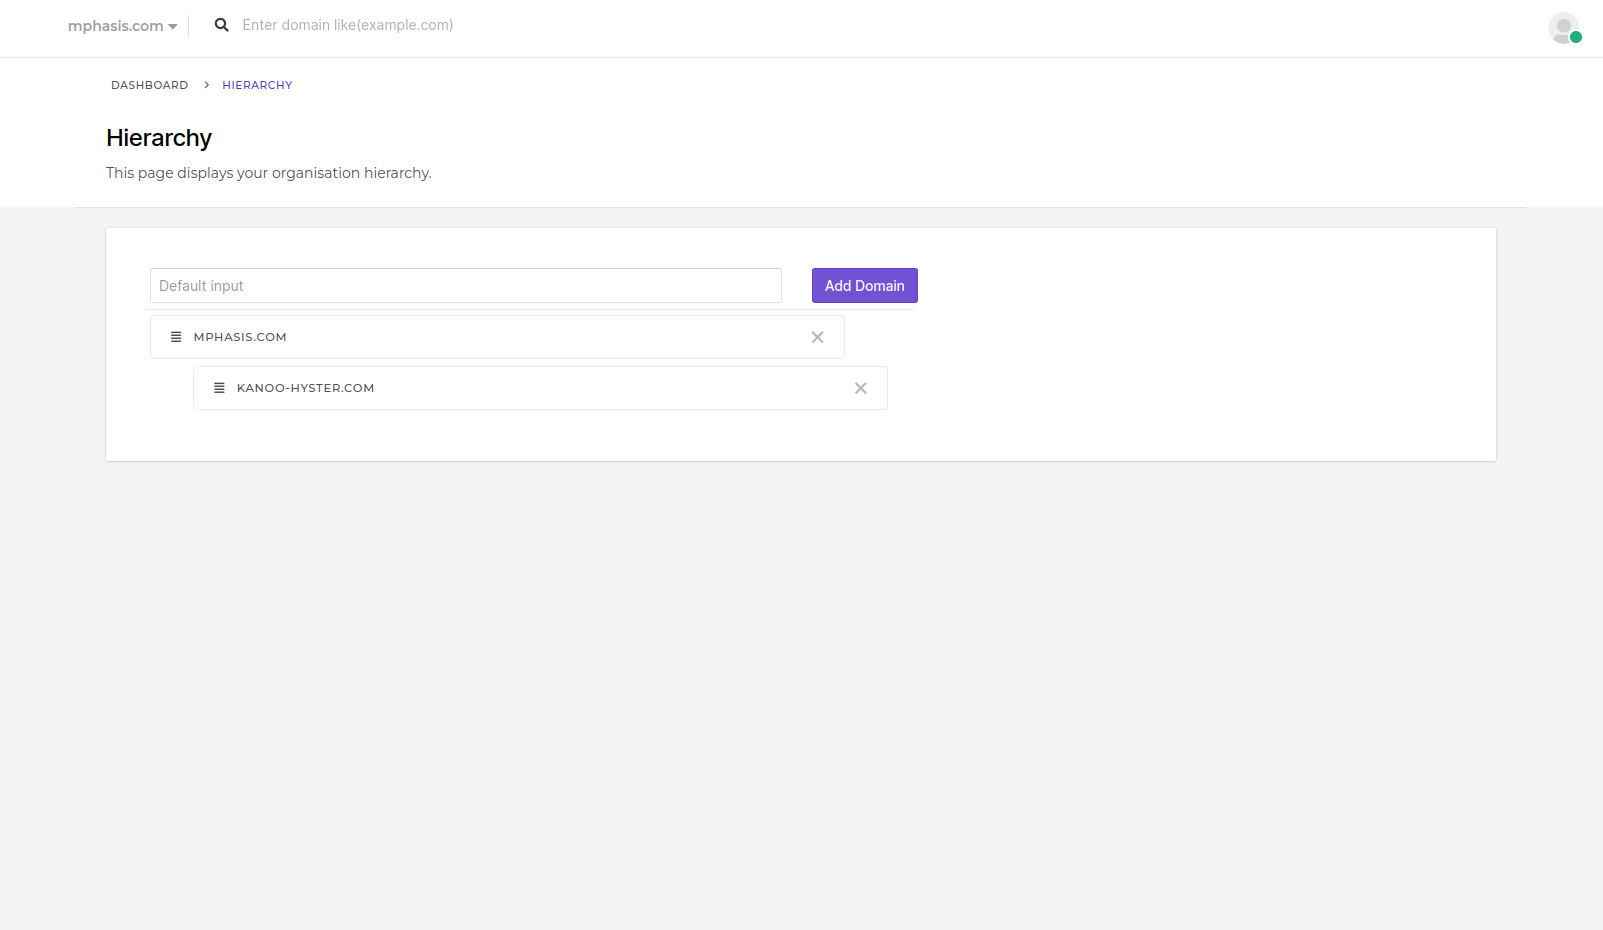 mphasis.com
Enter domain like(example.com)
DASHBOARD > HIERARCHY
Hierarchy
This page displays your organisation hierarchy.
Default input
Add Domain
MPHASIS.COM
KANOO-HYSTER.COM